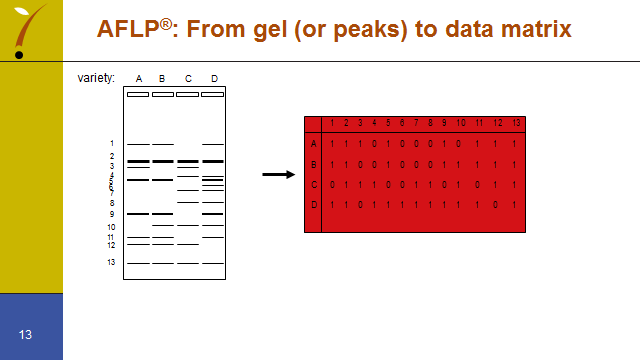 AFLP®: From gel (or peaks) to data matrix
variety: A B C D
1
2
3
4
5
6
7
8
9
10
11
12
13
1 2 3 4 5 6 7 8 9 10 11 12 13
A 1 1 1 0 1 0 0 0 1 0 1 1 1
B 1 1 0 0 1 0 0 0 1 1 1 1 1
C 0 1 1 1 0 0 1 1 0 1 0 1 1
D 1 1 0 1 1 1 1 1 1 1 1 0 1
13